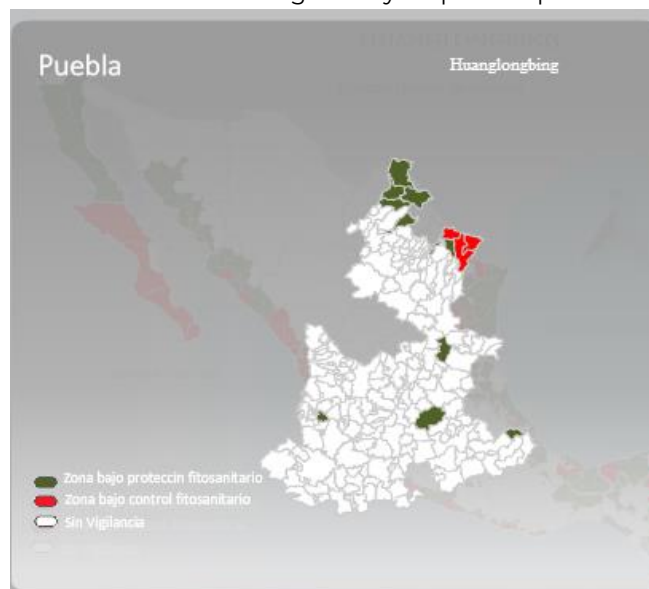 Puebla
Huanglongbing
Zona bajo proteccin fitosanitario
Zona bajo control fitosanitario
Sin Vigilancia